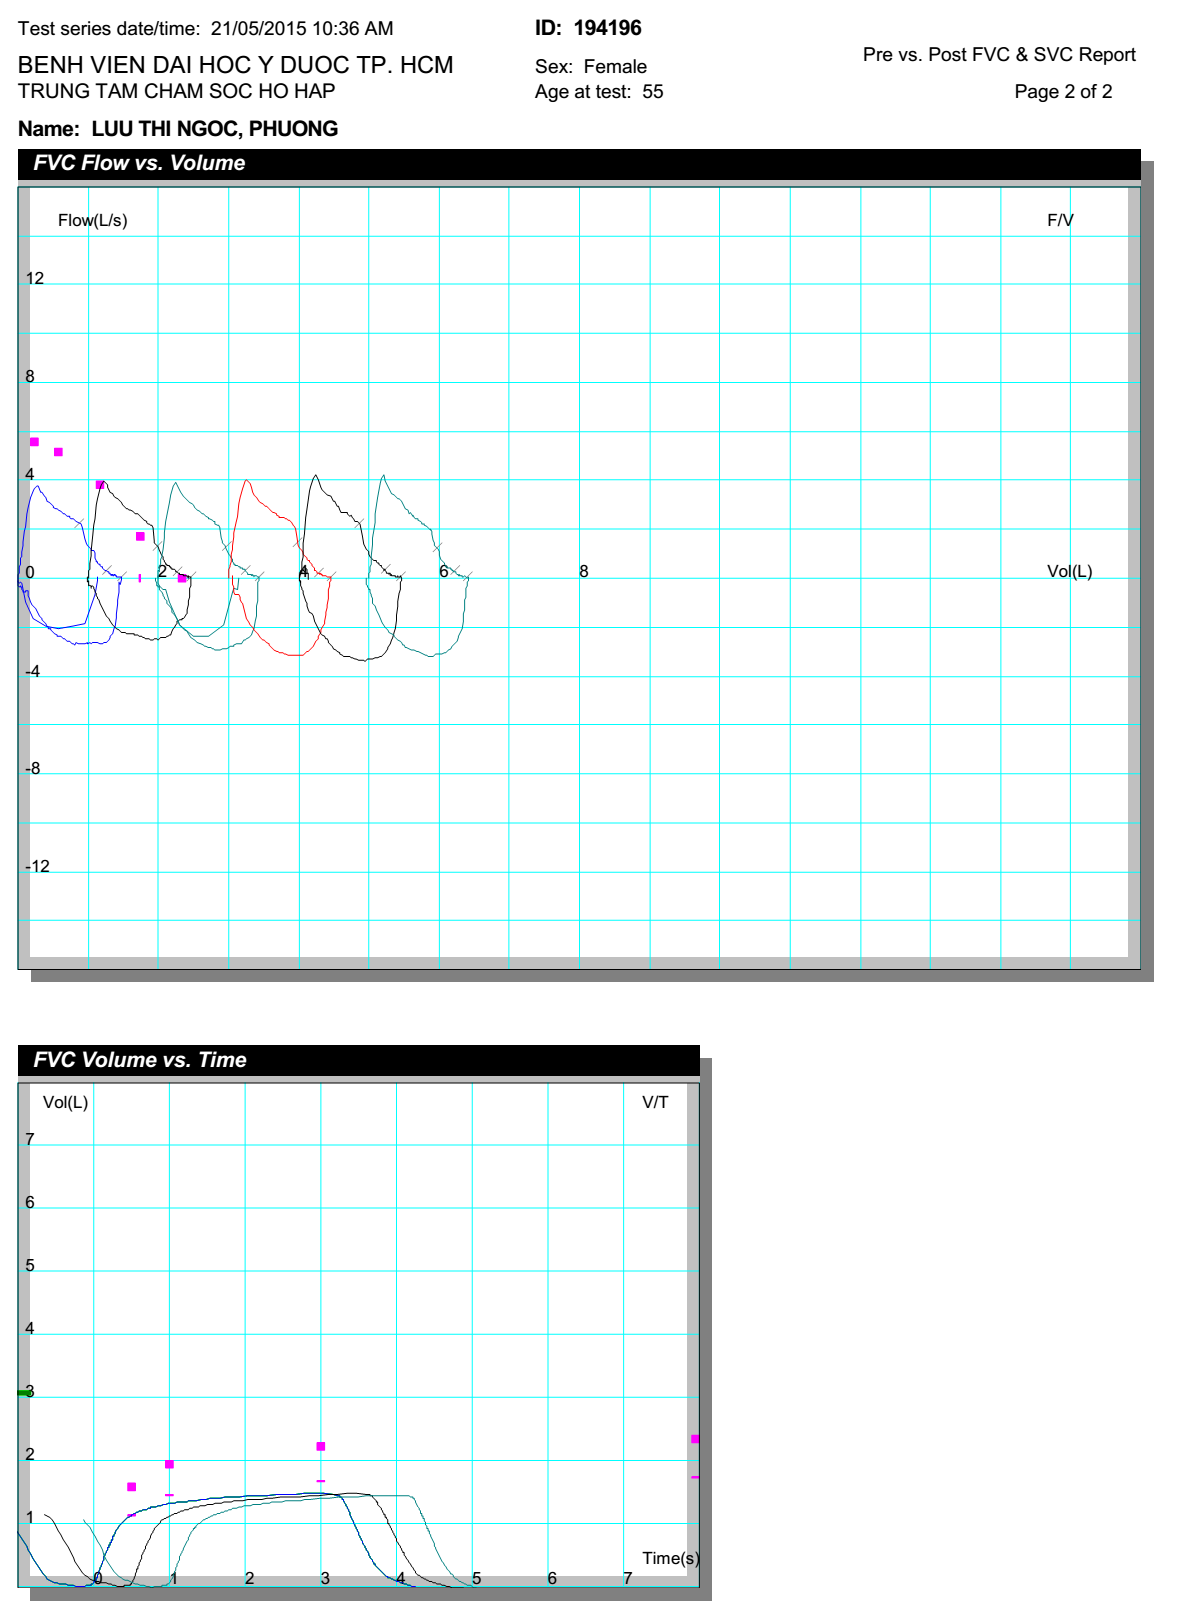 Test series date/time: 21/05/2015 10:36 AM
ID: 194196
BENH VIEN DAI HOC Y DUOC TP. HCM
Sex: Female
Pre vs. Post FVC & SVC Report
TRUNG TAM CHAM SOC HO HAP
Age at test: 55
Page 2 of 2
Name: LUU THI NGOC, PHUONG
FVC Flow vs. Volume
Flow(L/s)
F/V
12
8
4
0
2
4
6
8
Vol(L)
-4
-8
-12
FVC Volume vs. Time
Vol(L)
V/T
7
6
5
4
3
2
1
Time(s)
0
1
2
3
4
5
6
7